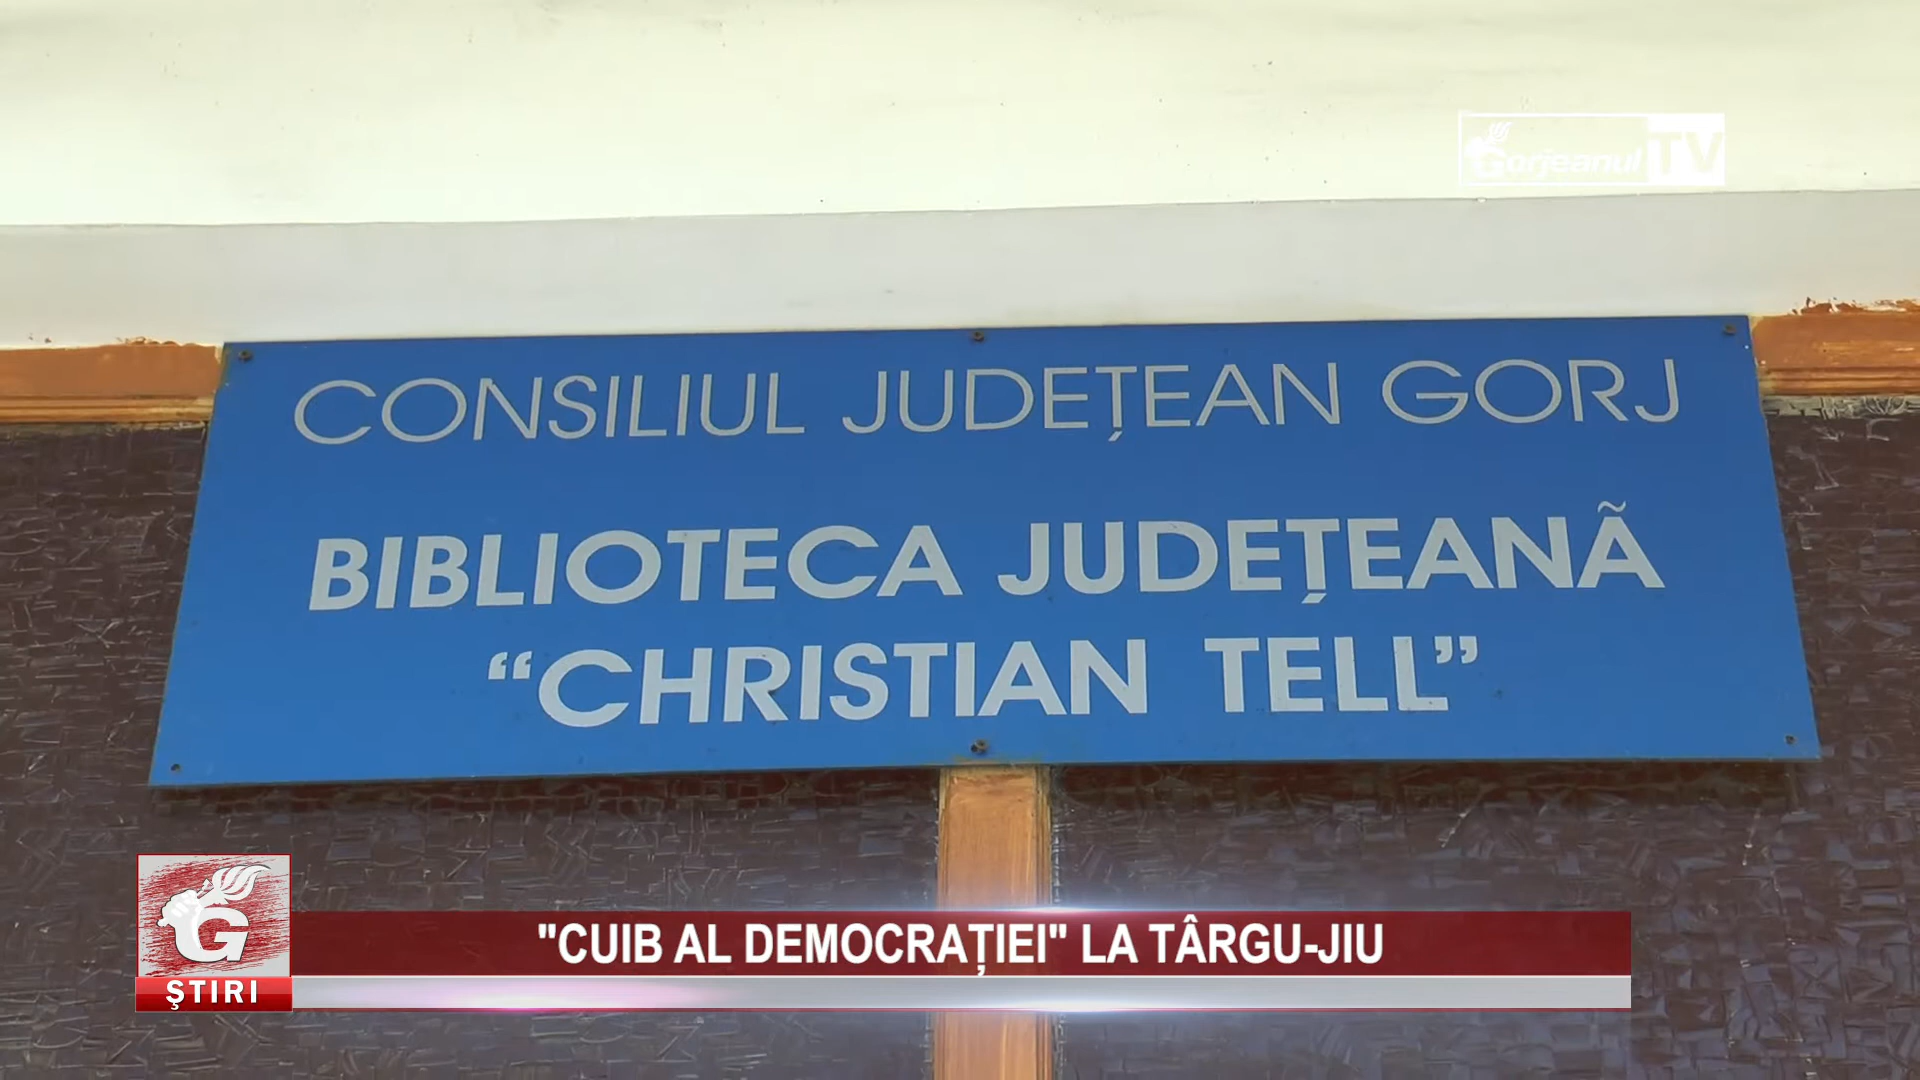 Gorjeanul TV
CONSILIUL JUDEȚEAN GORJ
BIBLIOTECA JUDEȚEANÃ
“CHRISTIAN TELL”
G
"CUIB AL DEMOCRAȚIEI" LA TÂRGU-JIU
ŞTIRI